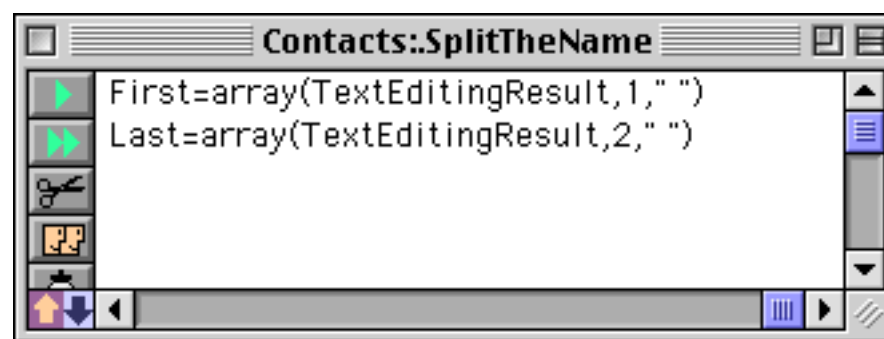 Contacts:.SplitTheName
First=array(TextEditingResult,1," ")
Last=array(TextEditingResult,2," ")